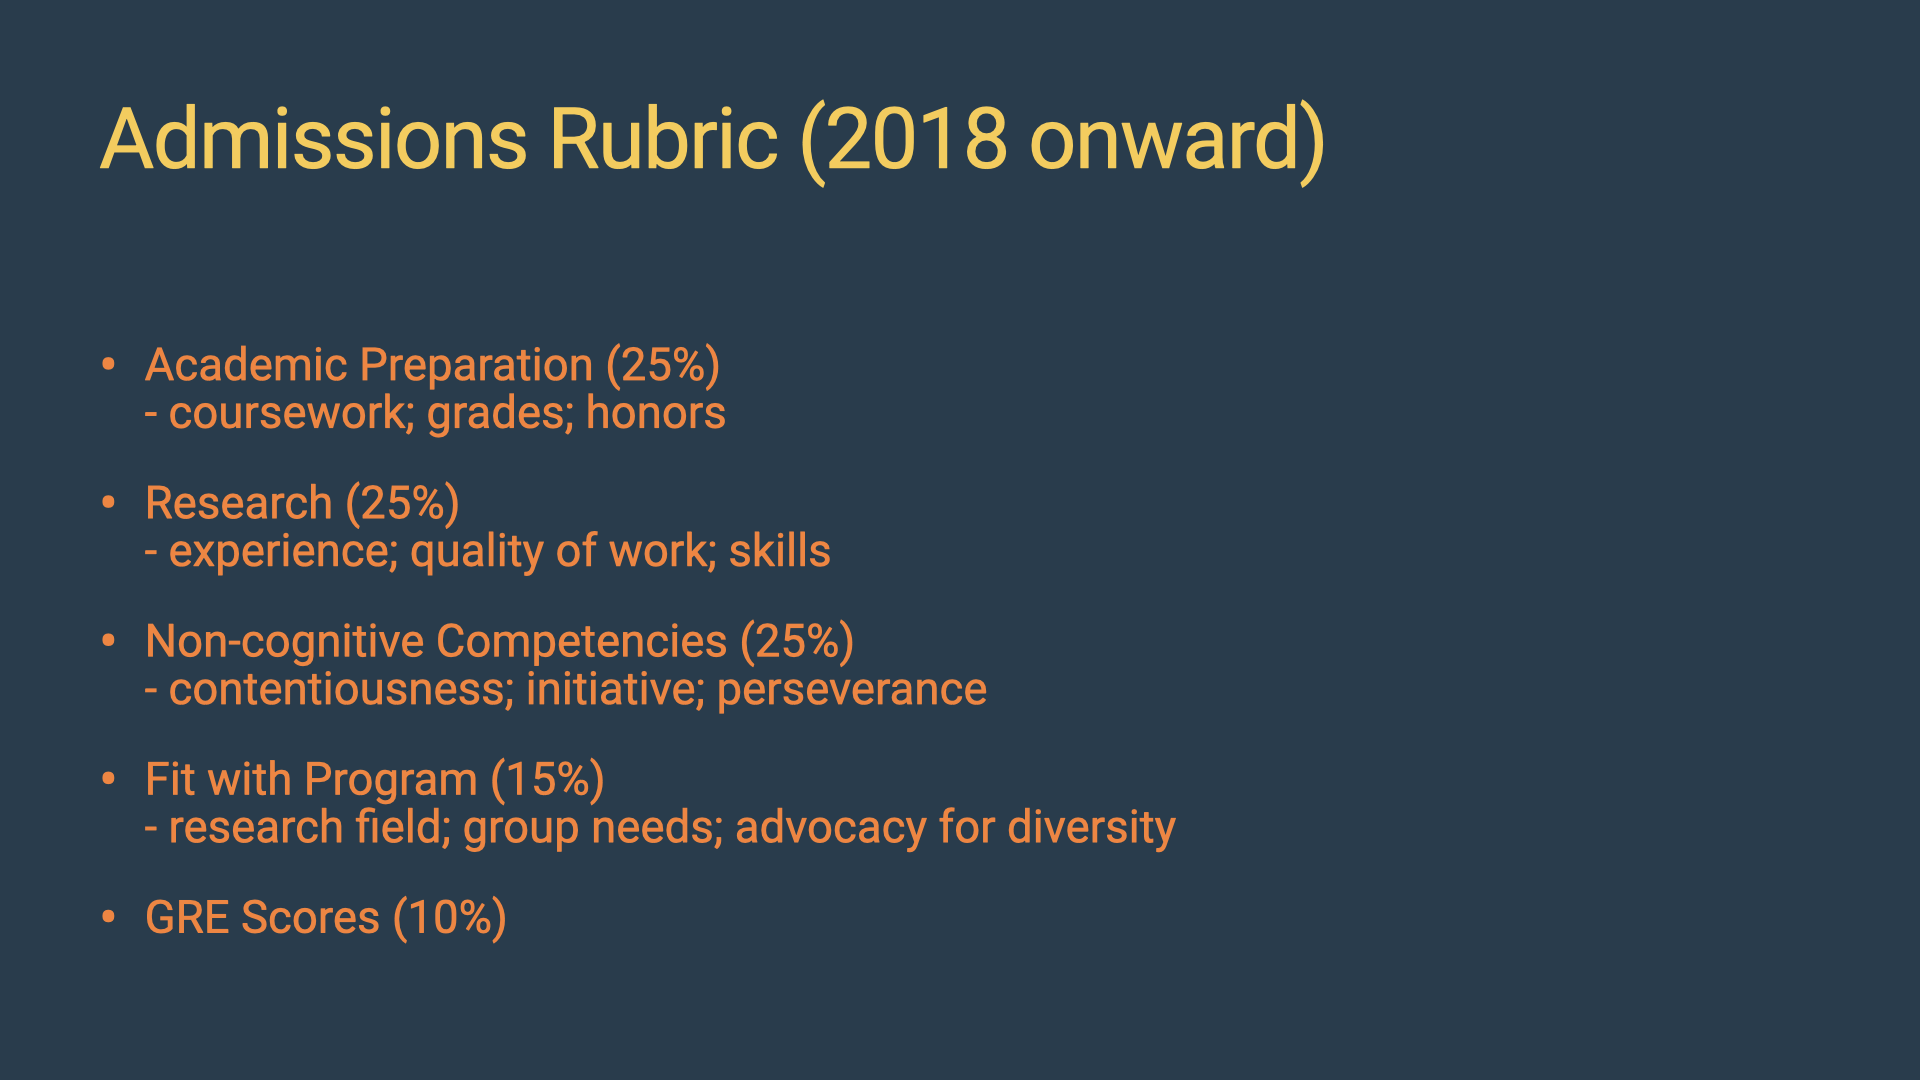 Admissions Rubric (2018 onward)
• Academic Preparation (25%)
- coursework; grades; honors
• Research (25%)
- experience; quality of work; skills
• Non-cognitive Competencies (25%)
- contentiousness; initiative; perseverance
• Fit with Program (15%)
- research field; group needs; advocacy for diversity
• GRE Scores (10%)